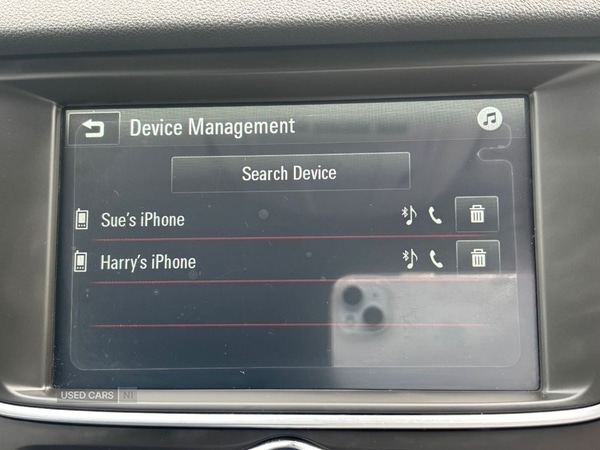 Device Management
Search Device
Sue's iPhone
Harry's iPhone
USED CARS NI